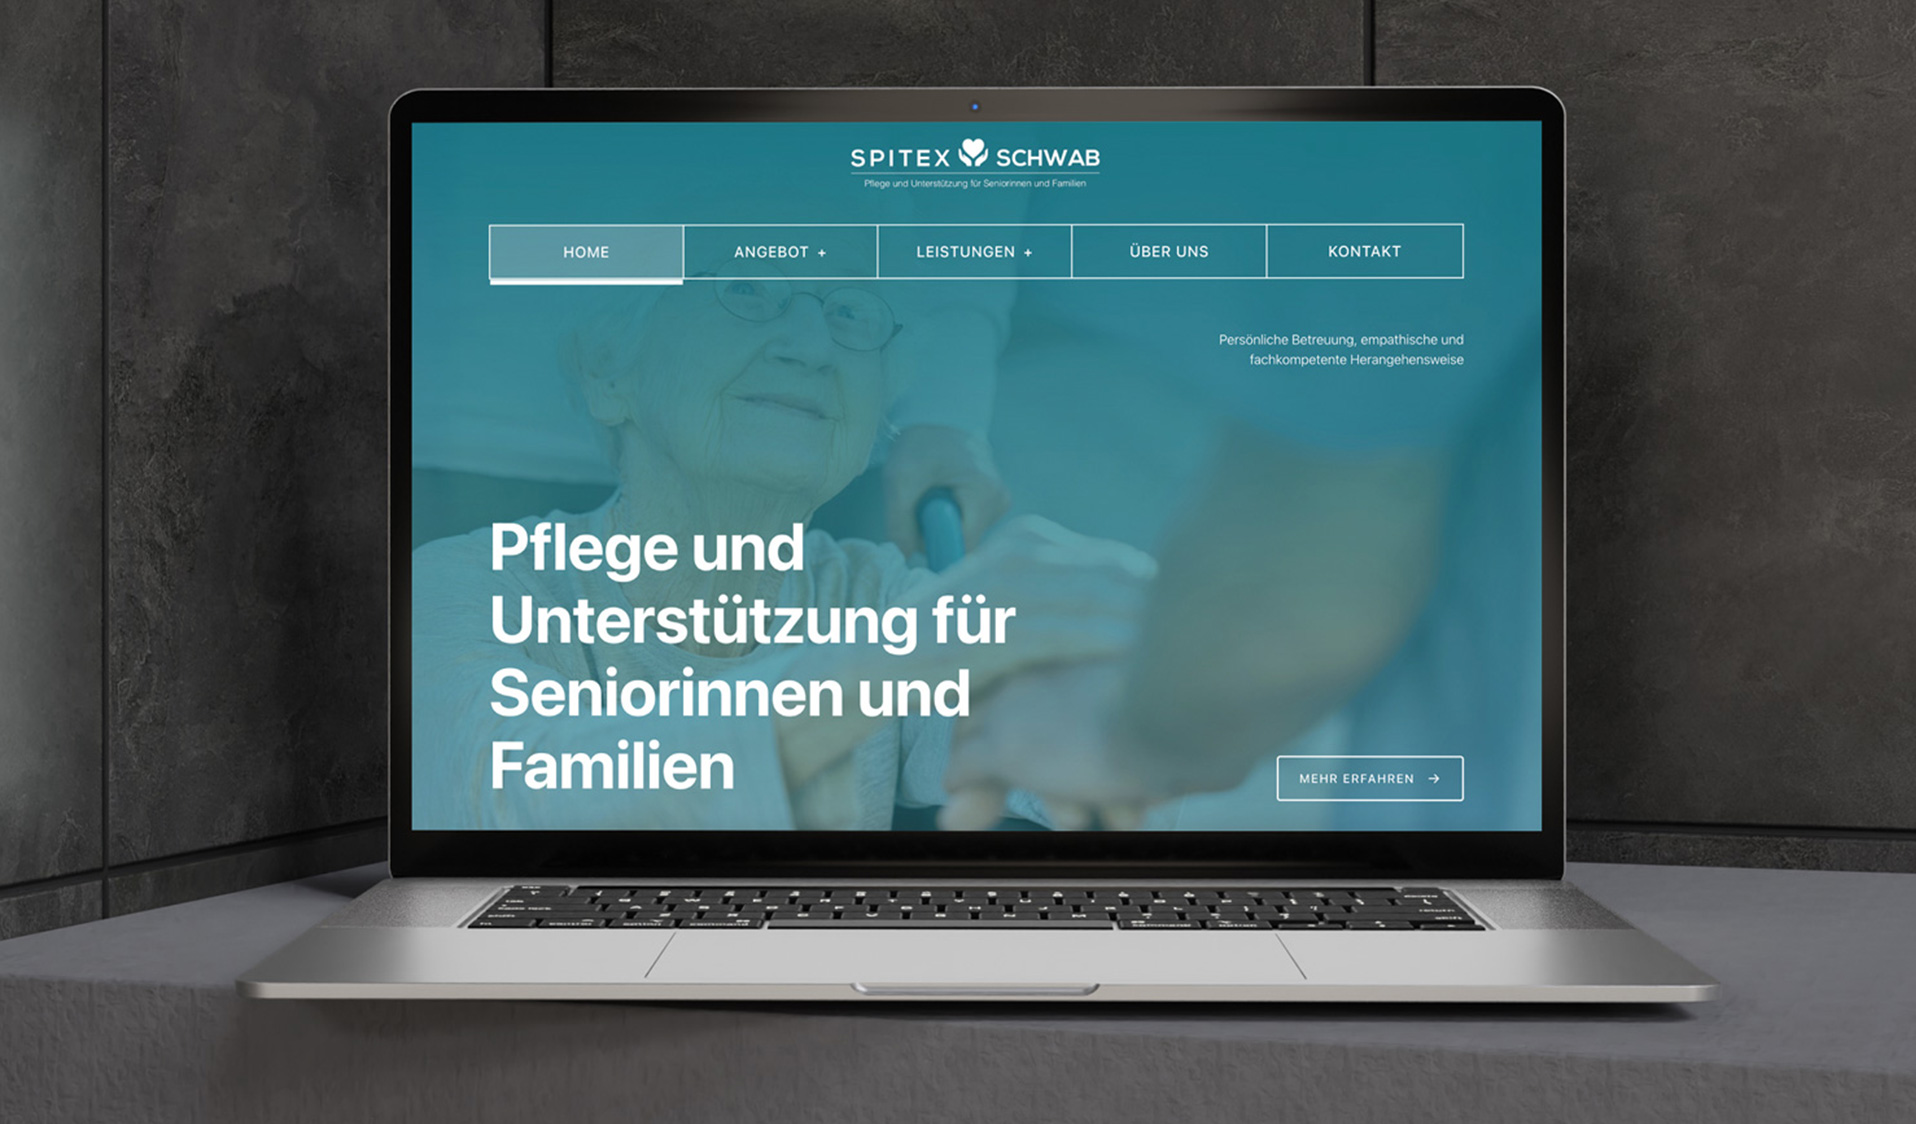 SPITEX SCHWAB
Pflege und Unterstützung für Seniorinnen und Familien
HOME
ANGEBOT +
LEISTUNGEN +
ÜBER UNS
KONTAKT
Persönliche Betreuung, empathische und
fachkompetente Herangehensweise
Pflege und
Unterstützung für
Seniorinnen und
Familien
MEHR ERFAHREN →